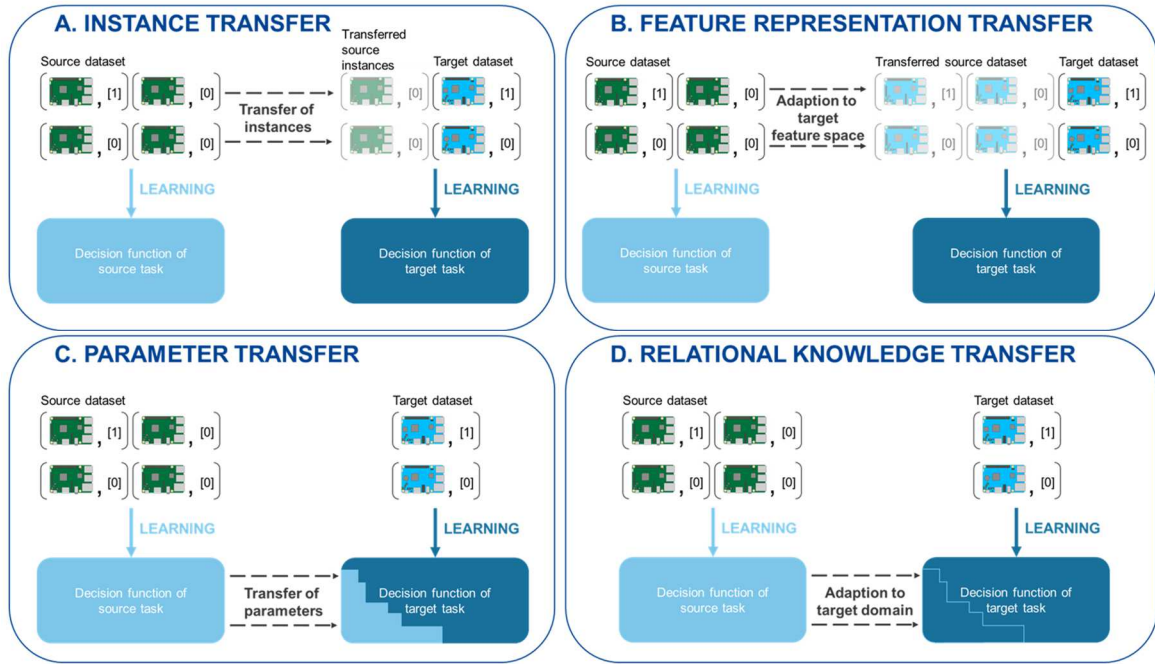 A. INSTANCE TRANSFER
Source dataset
Transferred
source
instances
Target dataset
, [1] , [0] , [0] , [1]
Transfer of
instances
, [0] , [0] , [0] , [0]
LEARNING LEARNING
Decision function of
source task
Decision function of
target task
B. FEATURE REPRESENTATION TRANSFER
Source dataset Transferred source dataset Target dataset
, [1] , [0] , [1] , [0] , [1]
Adaption to
target
feature space
, [0] , [0] , [0] , [0] , [0]
LEARNING LEARNING
Decision function of
source task
Decision function of
target task
C. PARAMETER TRANSFER
Source dataset Target dataset
, [1] , [0] , [1]
, [0] , [0] , [0]
LEARNING LEARNING
Decision function of
source task
Transfer of
parameters
Decision function of
target task
D. RELATIONAL KNOWLEDGE TRANSFER
Source dataset Target dataset
, [1] , [0] , [1]
, [0] , [0] , [0]
LEARNING LEARNING
Decision function of
source task
Adaption to
target domain
Decision function of
target task